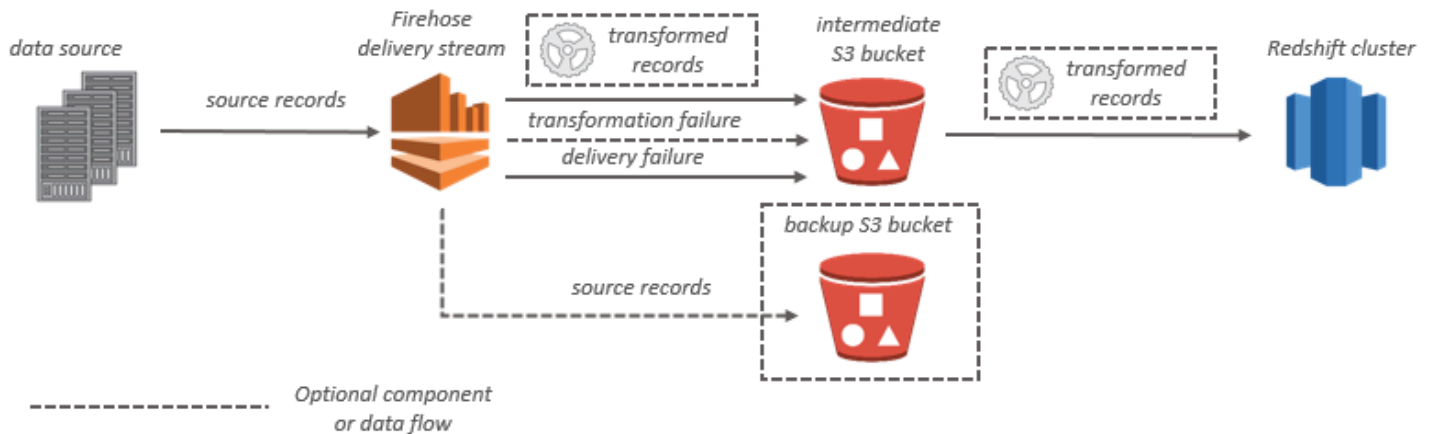 data source
source records
Firehose
delivery stream
transformed
records
transformation failure
delivery failure
intermediate
S3 bucket
transformed
records
Redshift cluster
backup S3 bucket
source records
Optional component
or data flow